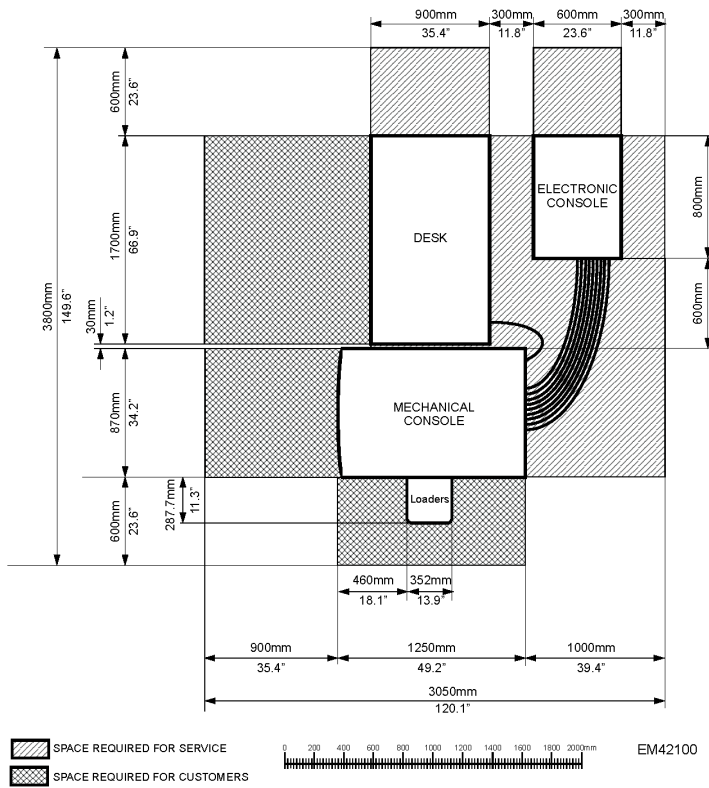 900mm
35.4"
300mm
11.8"
600mm
23.6"
300mm
11.8"
600mm
23.6"
1700mm
66.9"
3800mm
149.6"
30mm
1.2"
870mm
34.2"
600mm
23.6"
287.7mm
11.3"
DESK
ELECTRONIC
CONSOLE
800mm
600mm
MECHANICAL
CONSOLE
Loaders
460mm
18.1"
352mm
13.9"
900mm
35.4"
1250mm
49.2"
1000mm
39.4"
3050mm
120.1"
SPACE REQUIRED FOR SERVICE
SPACE REQUIRED FOR CUSTOMERS
0 200 400 600 800 1000 1200 1400 1600 1800 2000mm
EM42100